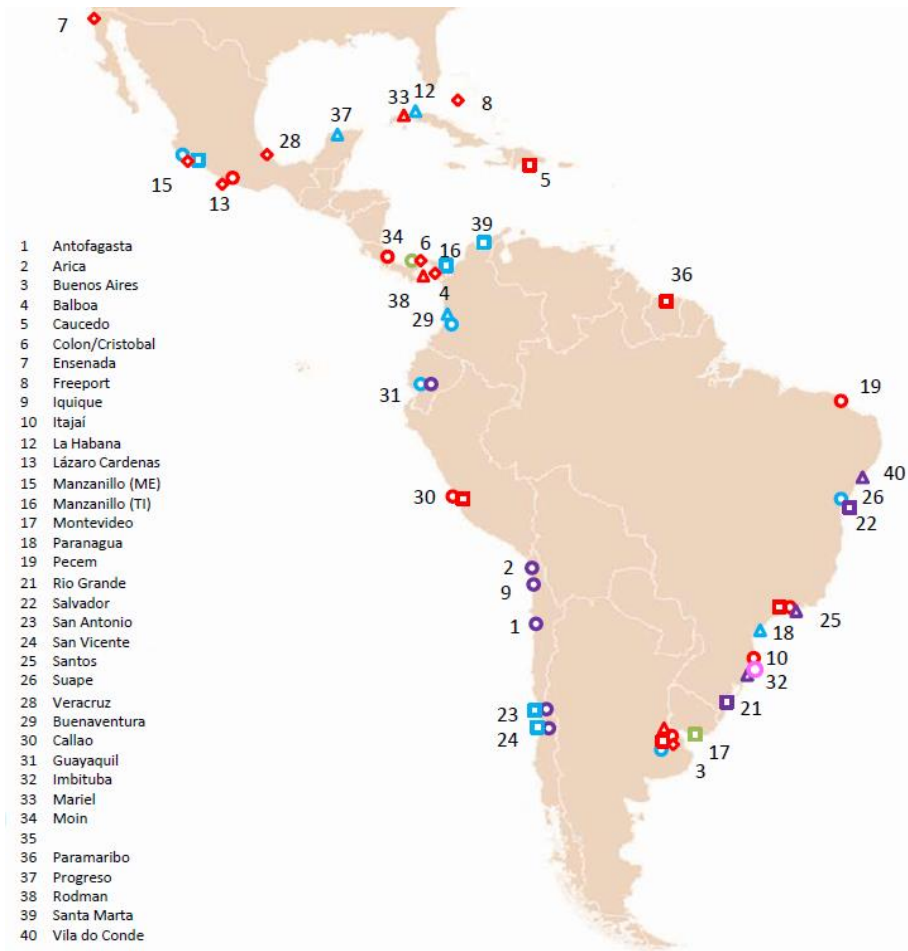 7
33
12
8
37
28
15
13
5
39
34
6
16
36
38
4
29
31
19
40
30
26
22
2
9
1
25
18
10
32
23
21
24
17
3
1 Antofagasta
2 Arica
3 Buenos Aires
4 Balboa
5 Caucedo
6 Colon/Cristobal
7 Ensenada
8 Freeport
9 Iquique
10 Itajaí
12 La Habana
13 Lázaro Cardenas
15 Manzanillo (ME)
16 Manzanillo (TI)
17 Montevideo
18 Paranagua
19 Pecem
21 Rio Grande
22 Salvador
23 San Antonio
24 San Vicente
25 Santos
26 Suape
28 Veracruz
29 Buenaventura
30 Callao
31 Guayaquil
32 Imbituba
33 Mariel
34 Moin
35
36 Paramaribo
37 Progreso
38 Rodman
39 Santa Marta
40 Vila do Conde